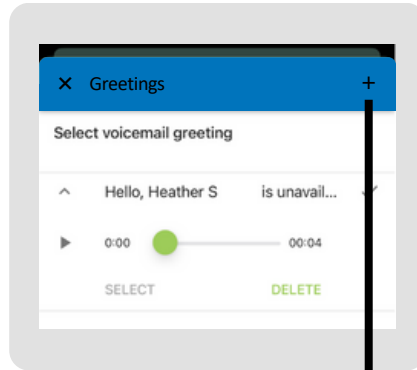 Greetings
Select voicemail greeting
Hello, Heather S is unavail...
0:00 00:04
SELECT DELETE